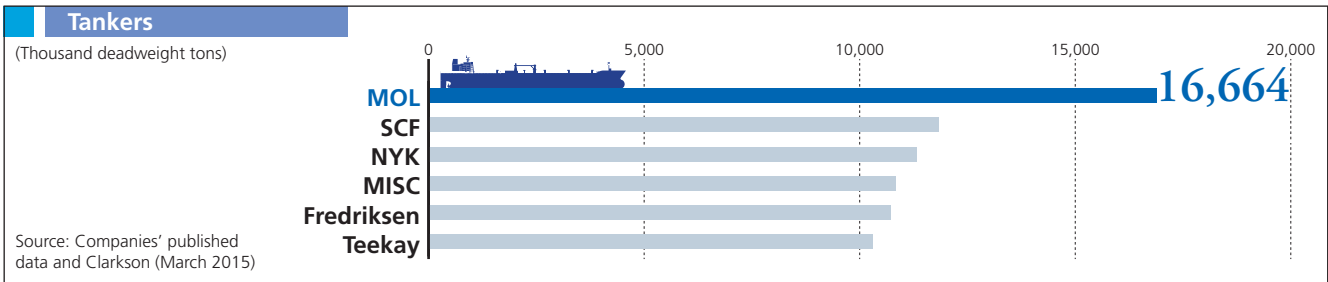 Tankers
(Thousand deadweight tons)
0 5,000 10,000 15,000 20,000
MOL 16,664
SCF
NYK
MISC
Fredriksen
Teekay
Source: Companies’ published
data and Clarkson (March 2015)